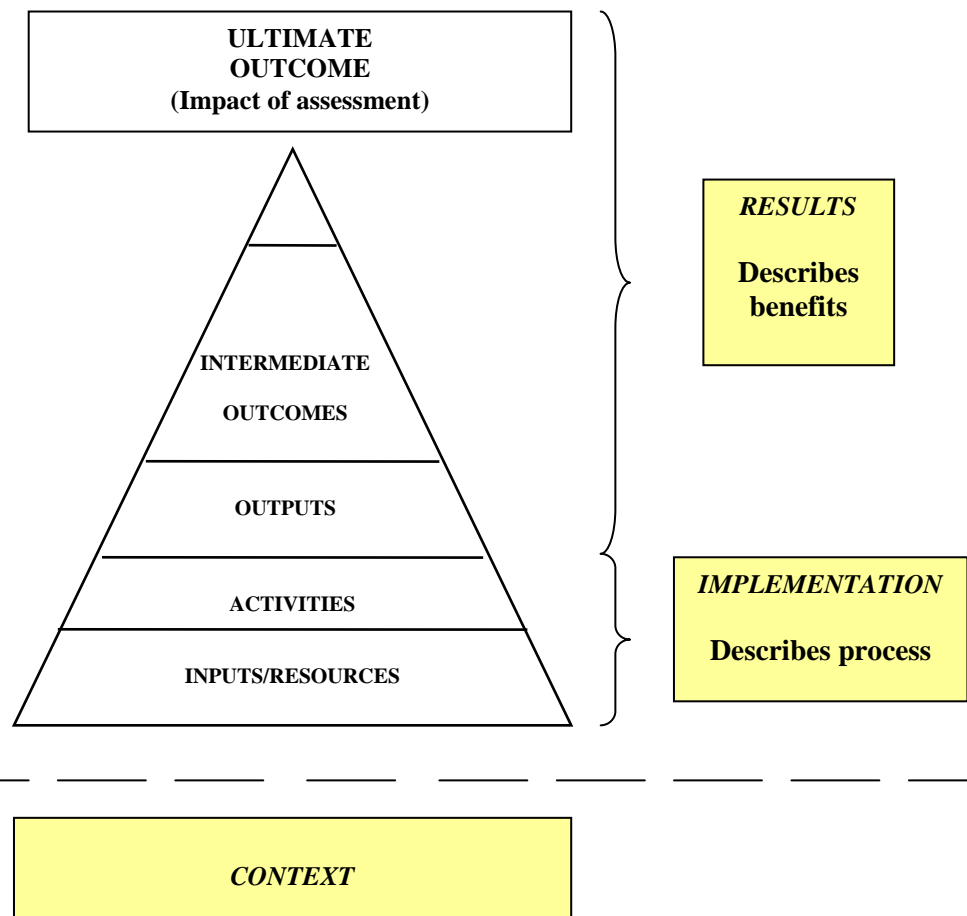 ULTIMATE
OUTCOME
(Impact of assessment)
RESULTS
Describes
benefits
INTERMEDIATE
OUTCOMES
OUTPUTS
ACTIVITIES
INPUTS/RESOURCES
IMPLEMENTATION
Describes process
CONTEXT